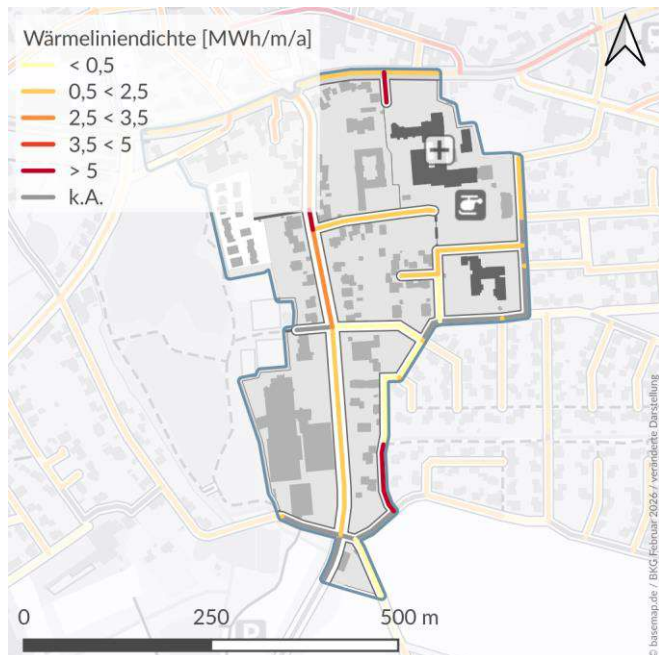 Wärmeliniendichte [MWh/m/a]
< 0,5
0,5 < 2,5
2,5 < 3,5
3,5 < 5
> 5
k.A.
0 250 500 m
P
© basemap.de / BKG Februar 2026 / veränderte Darstellung